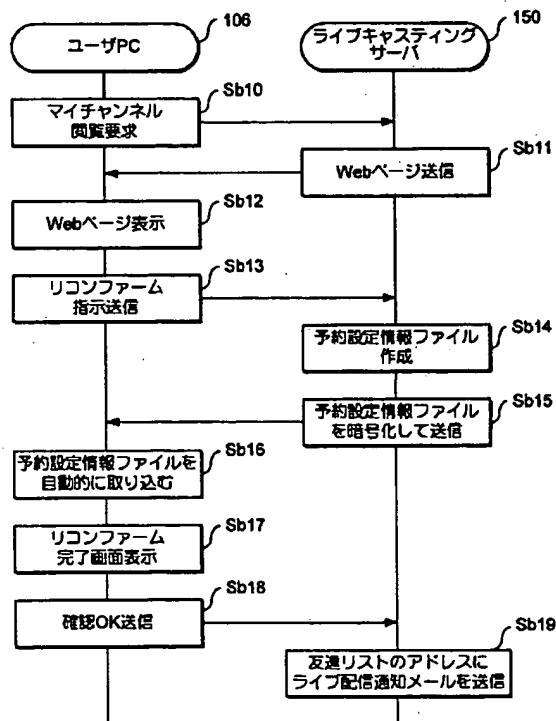 ユーザPC
106
ライブキャスティング
サーバ
150
Sb10
マイチャンネル
閲覧要求
Sb11
Webページ送信
Sb12
Webページ表示
Sb13
リコンファーム
指示送信
Sb14
予約設定情報ファイル
作成
Sb15
予約設定情報ファイル
を暗号化して送信
Sb16
予約設定情報ファイルを
自動的に取り込む
Sb17
リコンファーム
完了画面表示
Sb18
確認OK送信
Sb19
友達リストのアドレスに
ライブ配信通知メールを送信